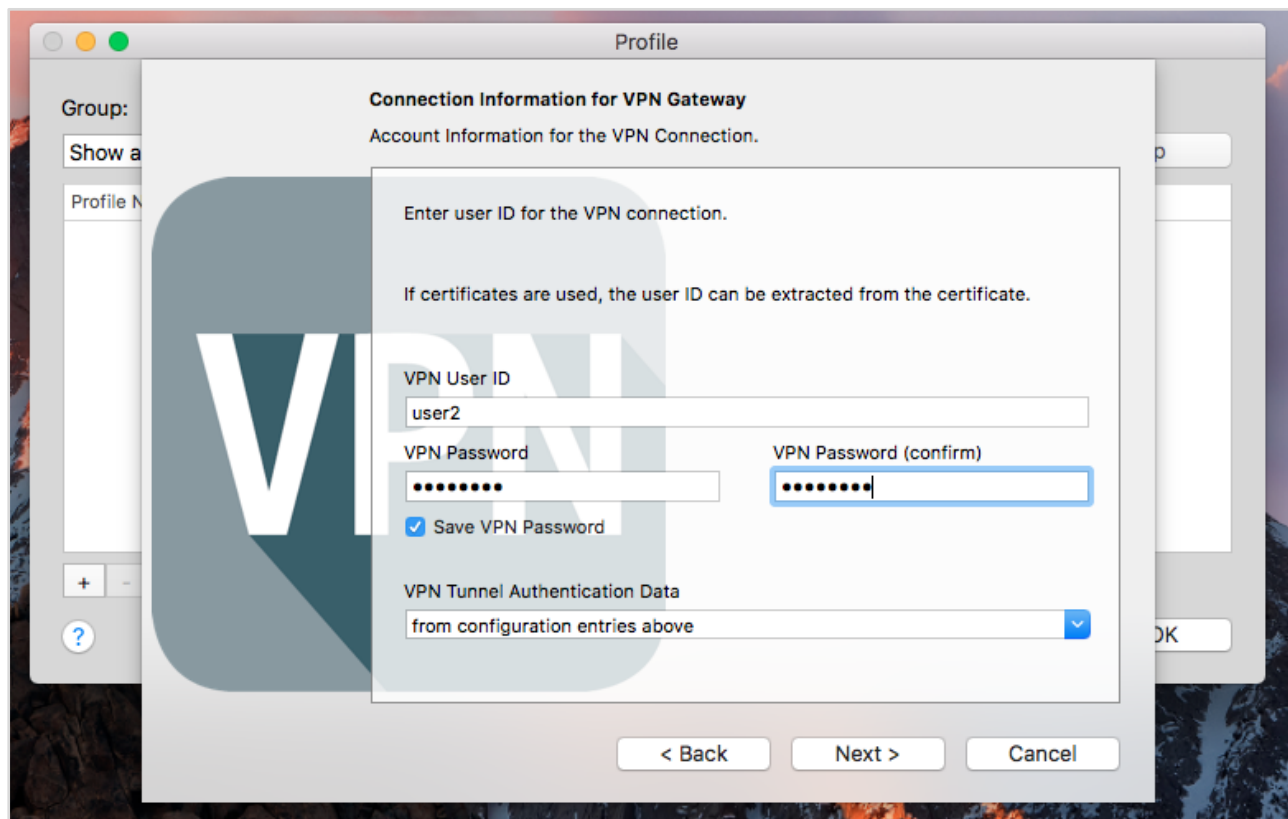 Profile
Group:
Show a
p
Profile N
Connection Information for VPN Gateway
Account Information for the VPN Connection.
Enter user ID for the VPN connection.
If certificates are used, the user ID can be extracted from the certificate.
VPN
VPN User ID
user2
VPN Password
VPN Password (confirm)
••••••••
••••••••
Save VPN Password
VPN Tunnel Authentication Data
from configuration entries above
+
-
?
OK
< Back
Next >
Cancel